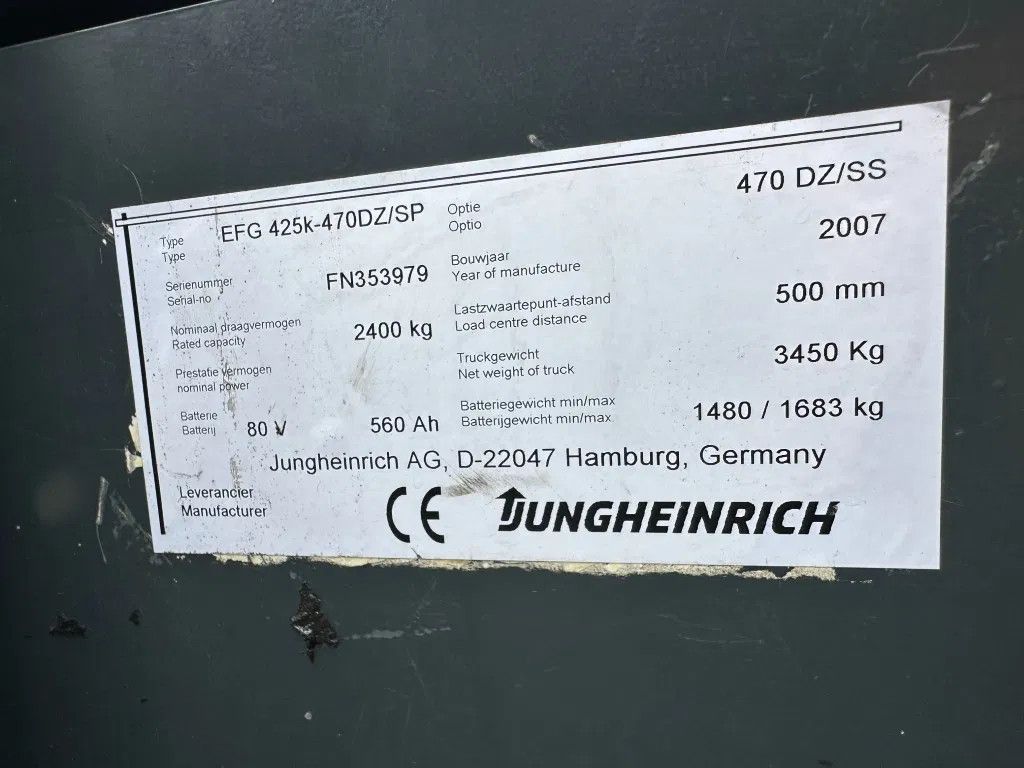 Type
Type
EFG 425k-470DZ/SP
Optie
Optio
470 DZ/SS
Serienummer
Serial-no
FN353979
Bouwjaar
Year of manufacture
2007
Nominaal draagvermogen
Rated capacity
2400 kg
Lastzwaartepunt-afstand
Load centre distance
500 mm
Prestatie vermogen
nominal power
Truckgewicht
Net weight of truck
3450 Kg
Batterie
Batterij
80 V
560 Ah
Batteriegewicht min/max
Batterijgewicht min/max
1480 / 1683 kg
Jungheinrich AG, D-22047 Hamburg, Germany
Leverancier
Manufacturer
CE
JUNGHEINRICH